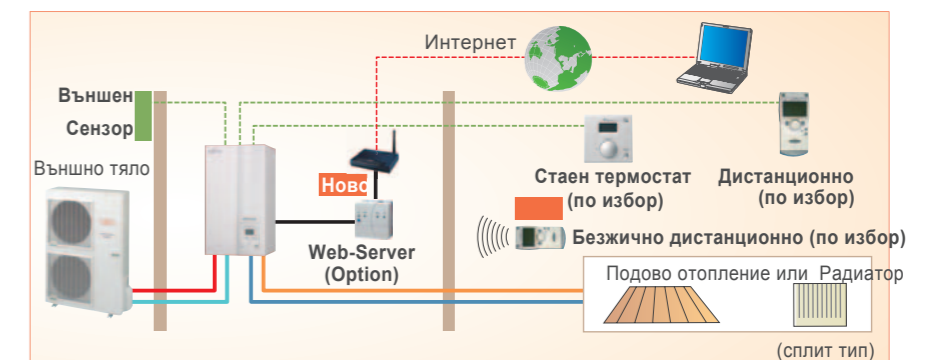 Интернет
Външен
Сензор
Външно тяло
Ново
Стаен термостат
(по избор)
Дистанционно
(по избор)
Web-Server
(Option)
Безжично дистанционно (по избор)
Подово отопление или Радиатор
(сплит тип)